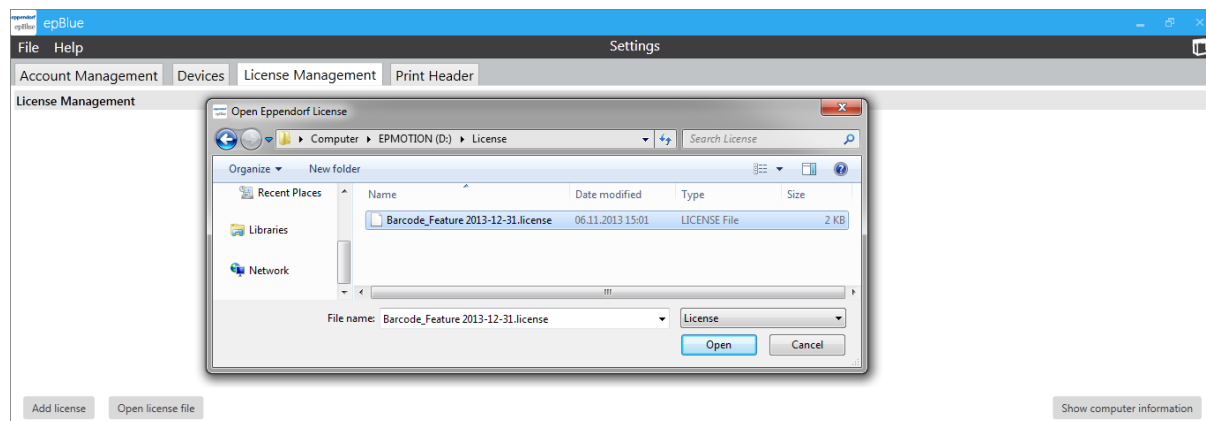 eppendorf
epBlue epBlue
File Help Settings
Account Management Devices License Management Print Header
License Management
Open Eppendorf License
Computer EPMOTION (D:) License Search License
Organize New folder
Recent Places Name Date modified Type Size
Barcode_Feature 2013-12-31.license 06.11.2013 15:01 LICENSE File 2 KB
Libraries
Network
File name: Barcode_Feature 2013-12-31.license License
Open Cancel
Add license Open license file Show computer information